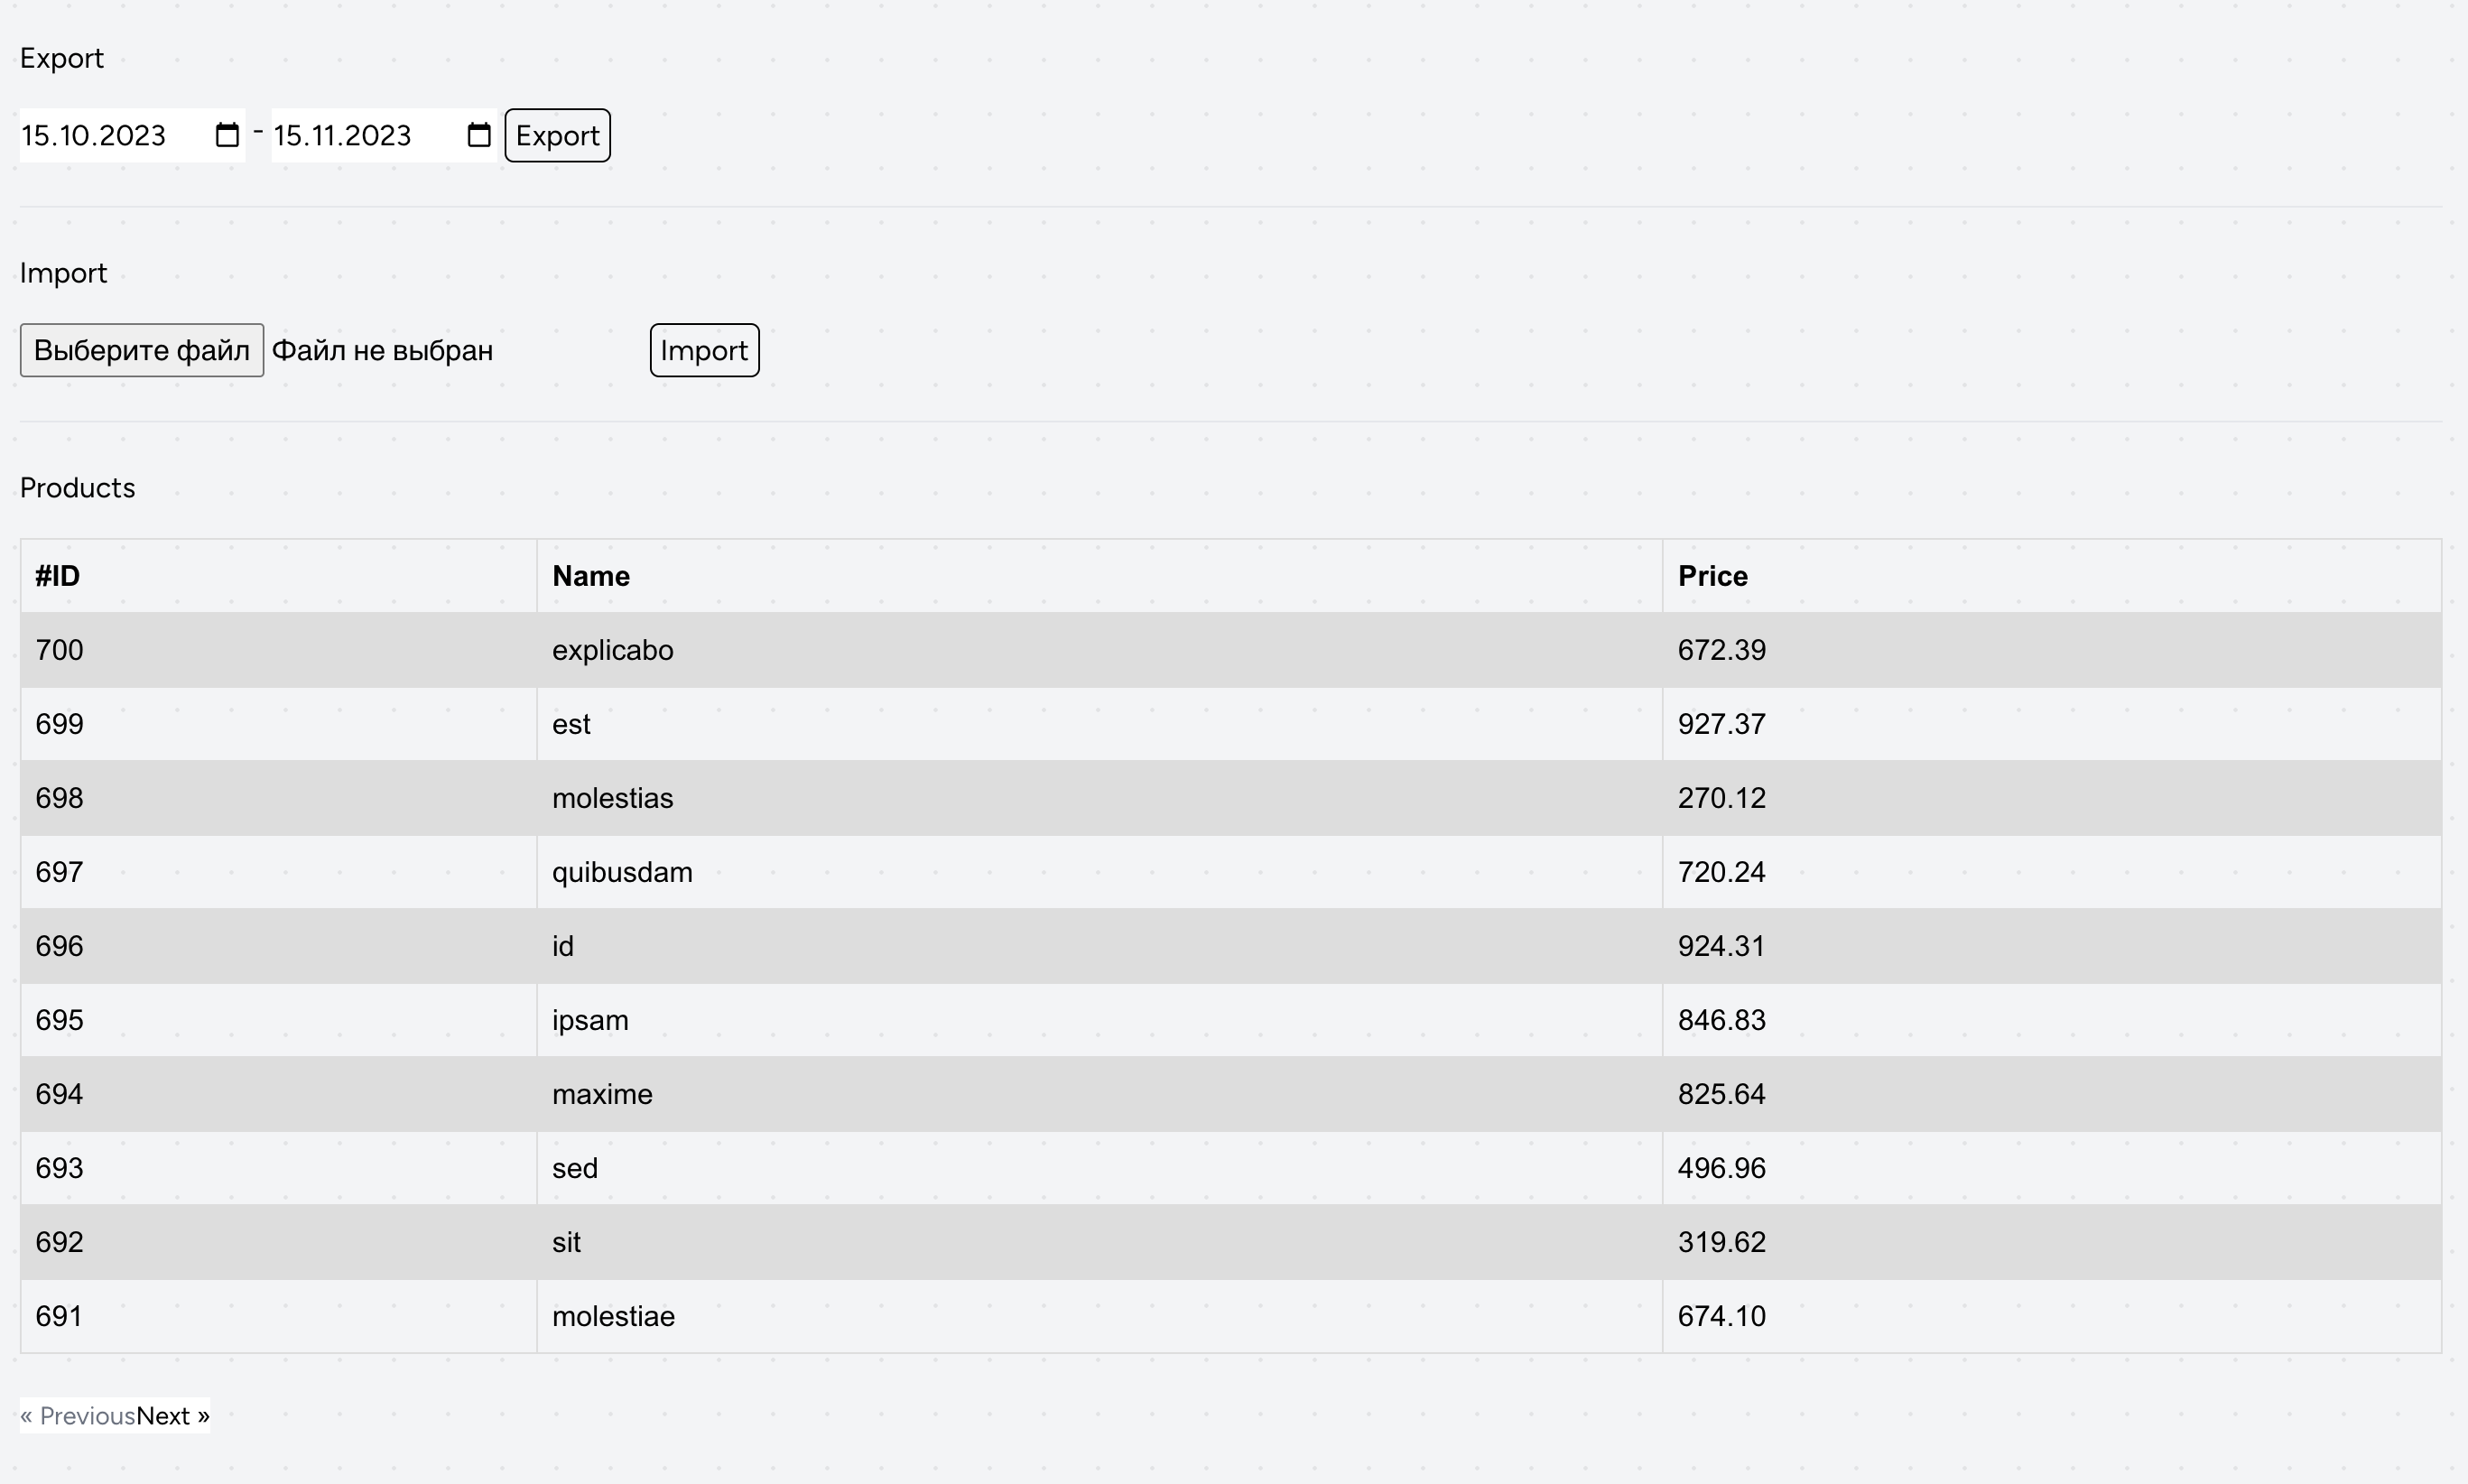 Export
15.10.2023 - 15.11.2023 Export
Import
Выберите файл Файл не выбран Import
Products
#ID Name Price
700 explicabo 672.39
699 est 927.37
698 molestias 270.12
697 quibusdam 720.24
696 id 924.31
695 ipsam 846.83
694 maxime 825.64
693 sed 496.96
692 sit 319.62
691 molestiae 674.10
« PreviousNext »